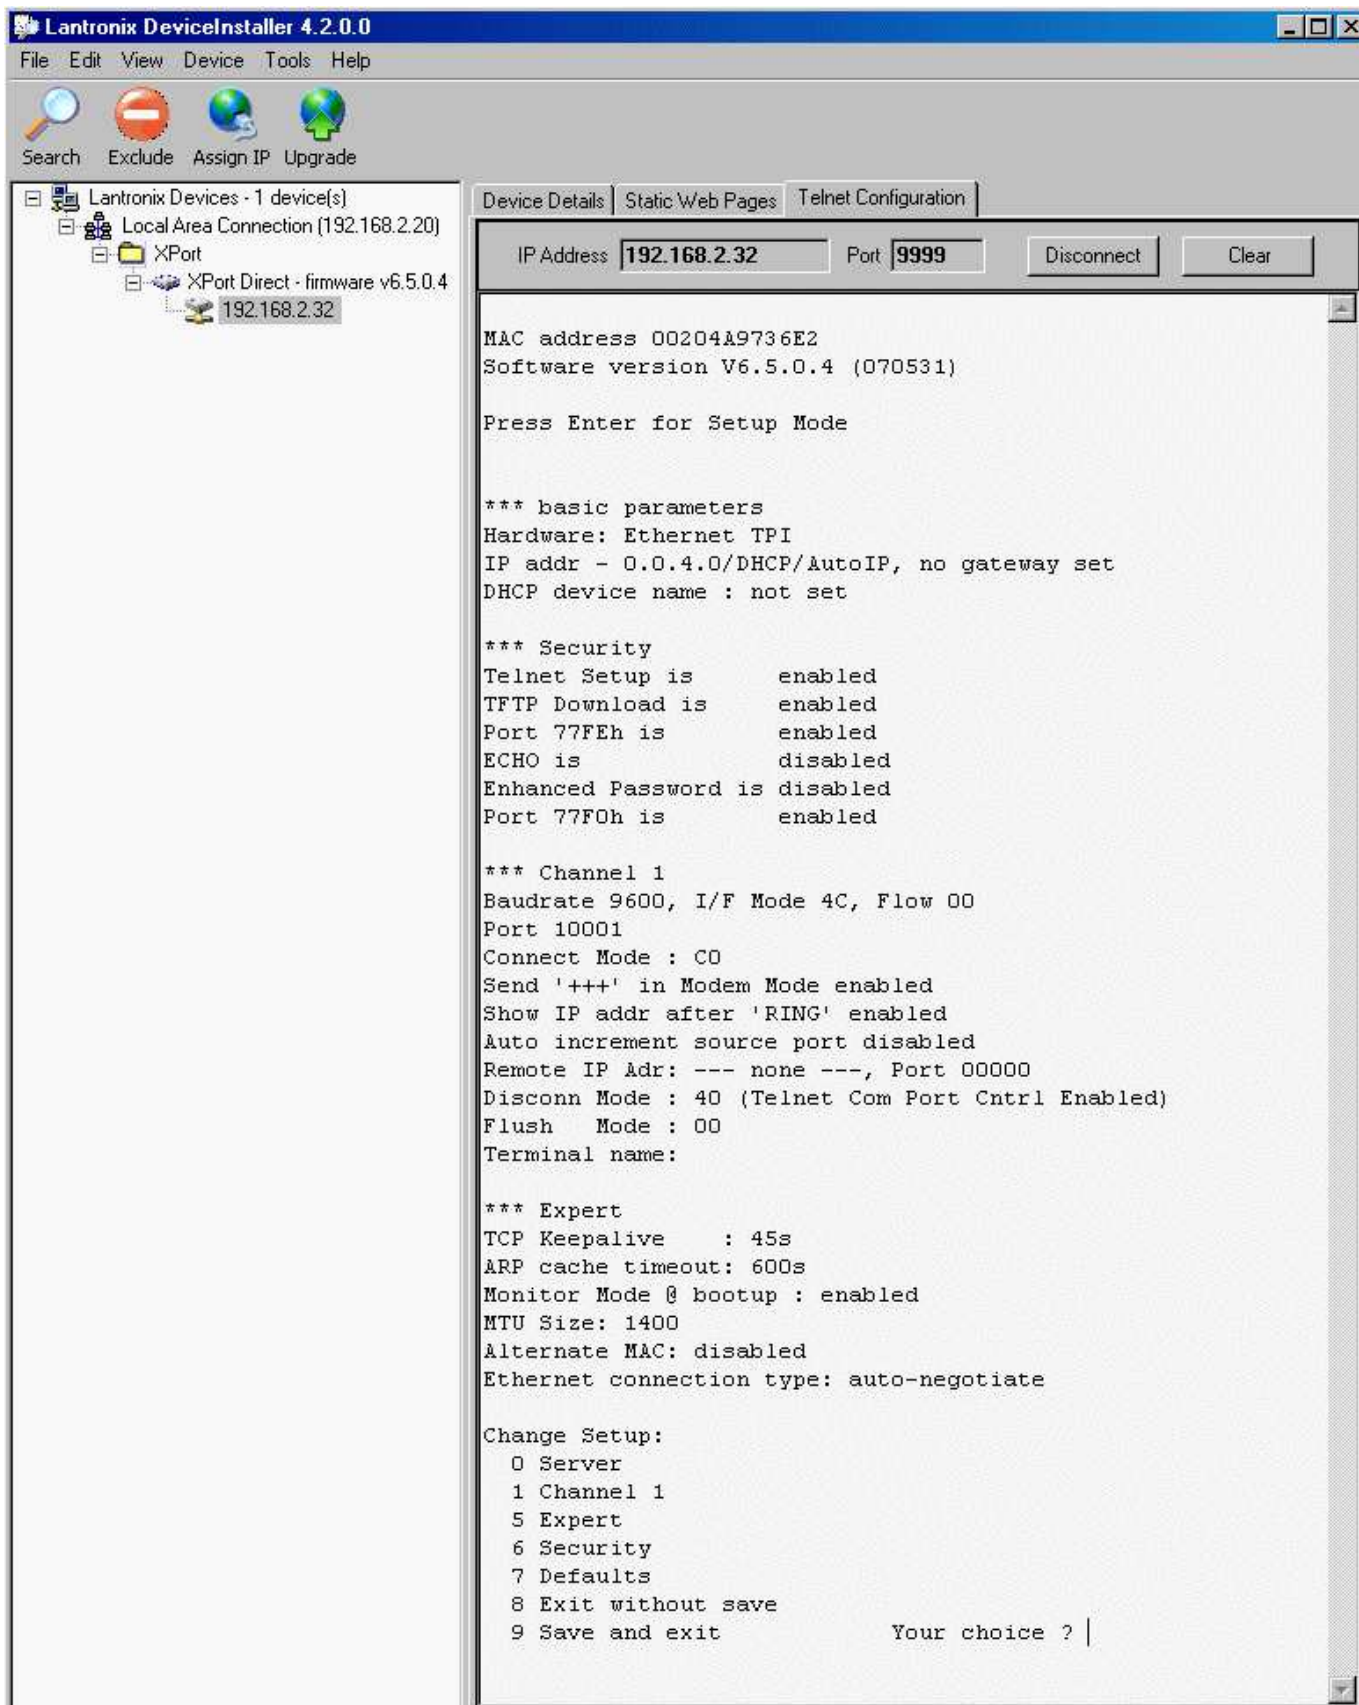 Lantronix DeviceInstaller 4.2.0.0
File Edit View Device Tools Help
Search Exclude Assign IP Upgrade
Lantronix Devices - 1 device(s)
Local Area Connection (192.168.2.20)
XPort
XPort Direct - firmware v6.5.0.4
192.168.2.32
Device Details Static Web Pages Telnet Configuration
IP Address 192.168.2.32 Port 9999 Disconnect Clear
MAC address 00204A9736E2
Software version V6.5.0.4 (070531)
Press Enter for Setup Mode
*** basic parameters
Hardware: Ethernet TPI
IP addr - 0.0.4.0/DHCP/AutoIP, no gateway set
DHCP device name : not set
*** Security
Telnet Setup is enabled
TFTP Download is enabled
Port 77FEh is enabled
ECHO is disabled
Enhanced Password is disabled
Port 77F0h is enabled
*** Channel 1
Baudrate 9600, I/F Mode 4C, Flow 00
Port 10001
Connect Mode : C0
Send '+++' in Modem Mode enabled
Show IP addr after 'RING' enabled
Auto increment source port disabled
Remote IP Adr: --- none ---, Port 00000
Disconn Mode : 40 (Telnet Com Port Cntrl Enabled)
Flush Mode : 00
Terminal name:
*** Expert
TCP Keepalive : 45s
ARP cache timeout: 600s
Monitor Mode @ bootup : enabled
MTU Size: 1400
Alternate MAC: disabled
Ethernet connection type: auto-negotiate
Change Setup:
0 Server
1 Channel 1
5 Expert
6 Security
7 Defaults
8 Exit without save
9 Save and exit Your choice ?